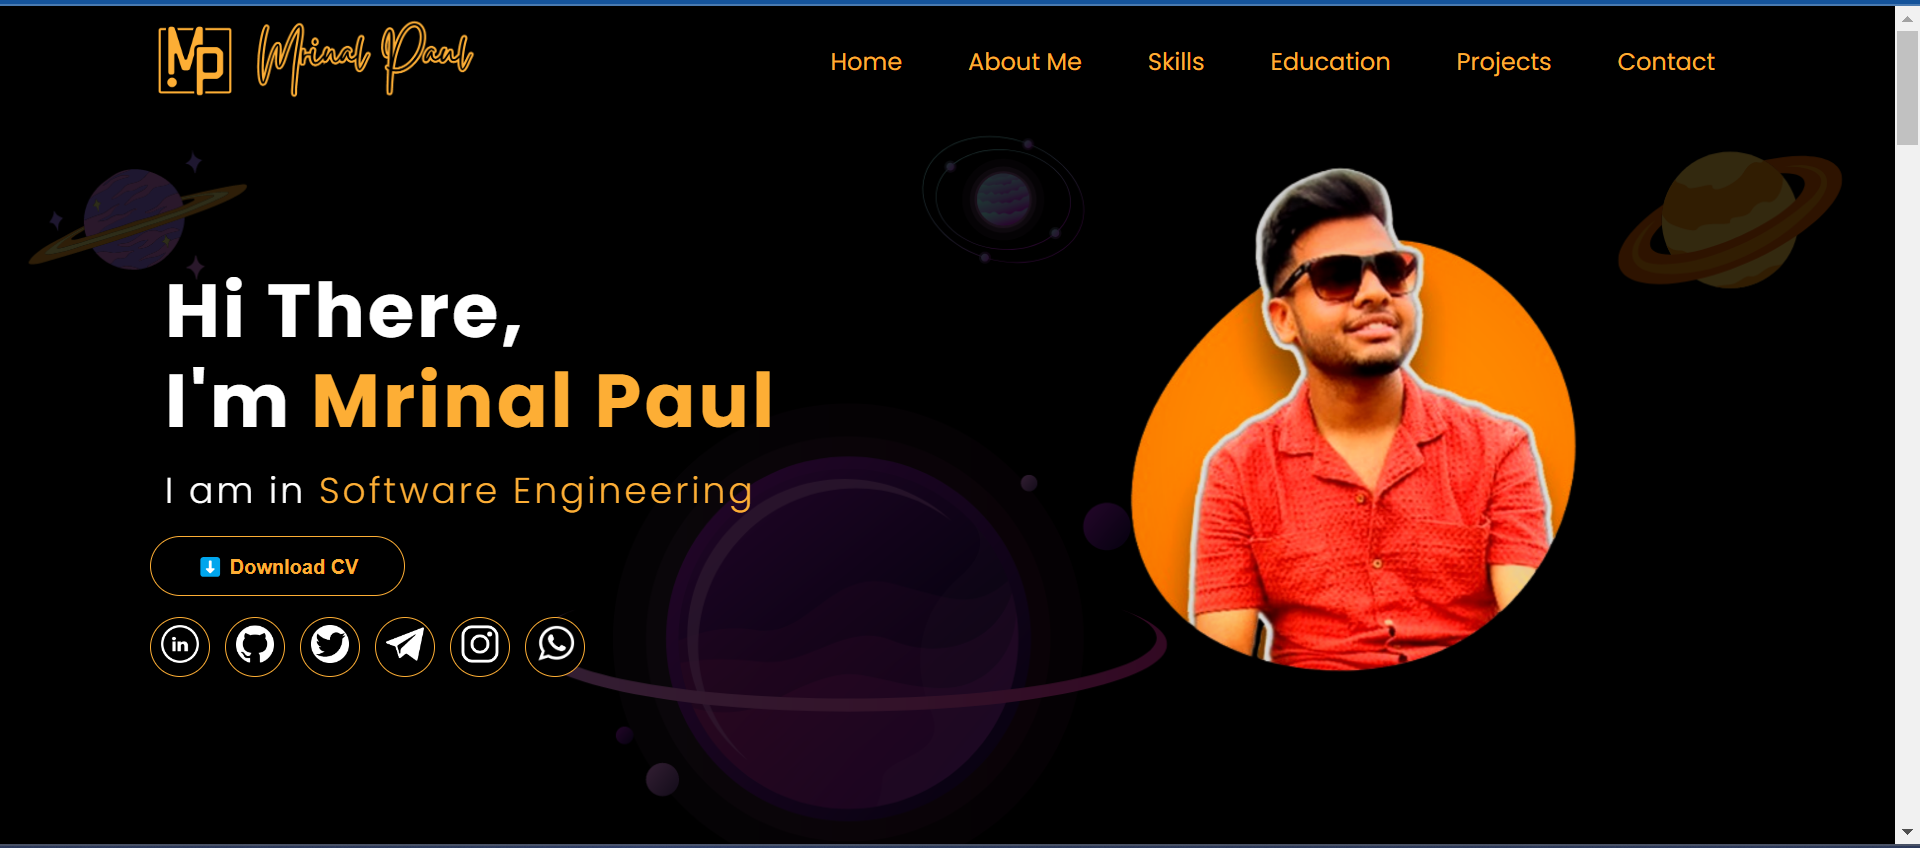 MP
Mrinal Paul
Home About Me Skills Education Projects Contact
Hi There,
I'm Mrinal Paul
I am in Software Engineering
Download CV
in